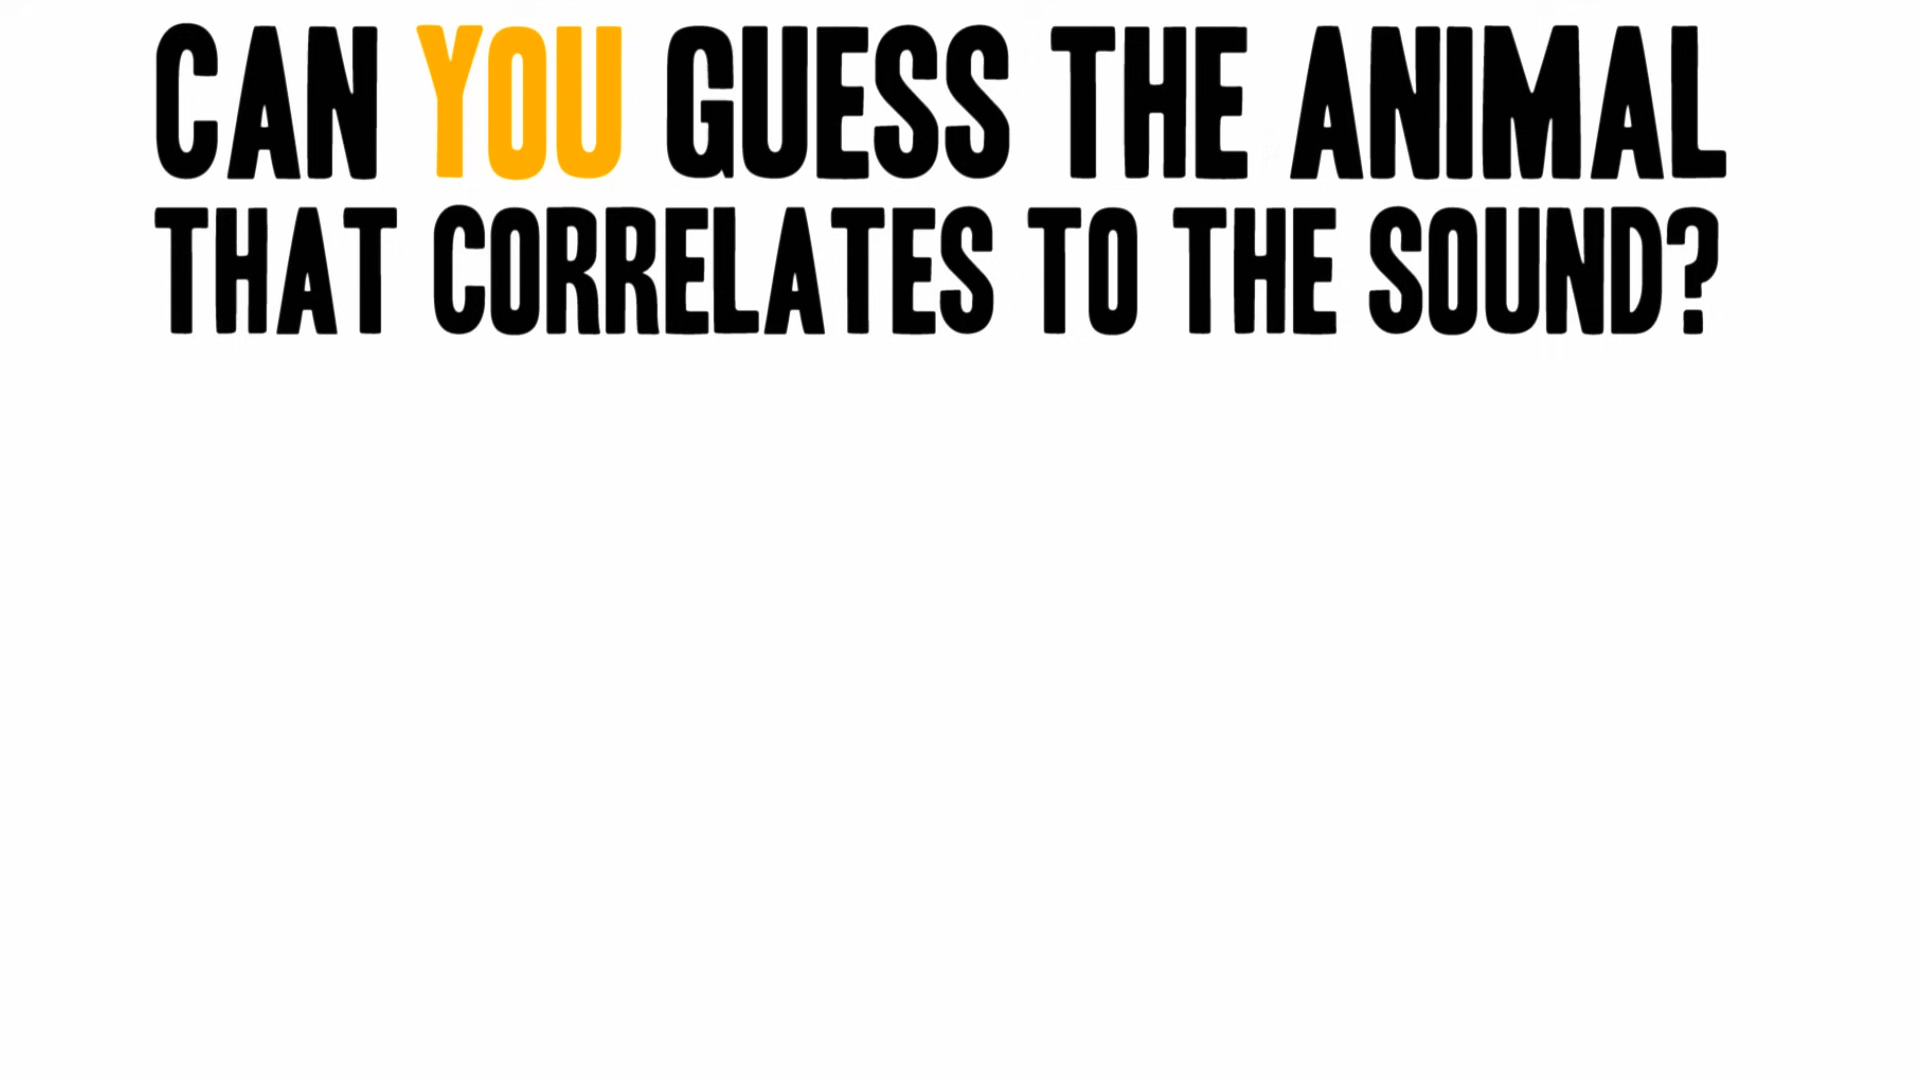 CAN YOU GUESS THE ANIMAL
THAT CORRELATES TO THE SOUND?